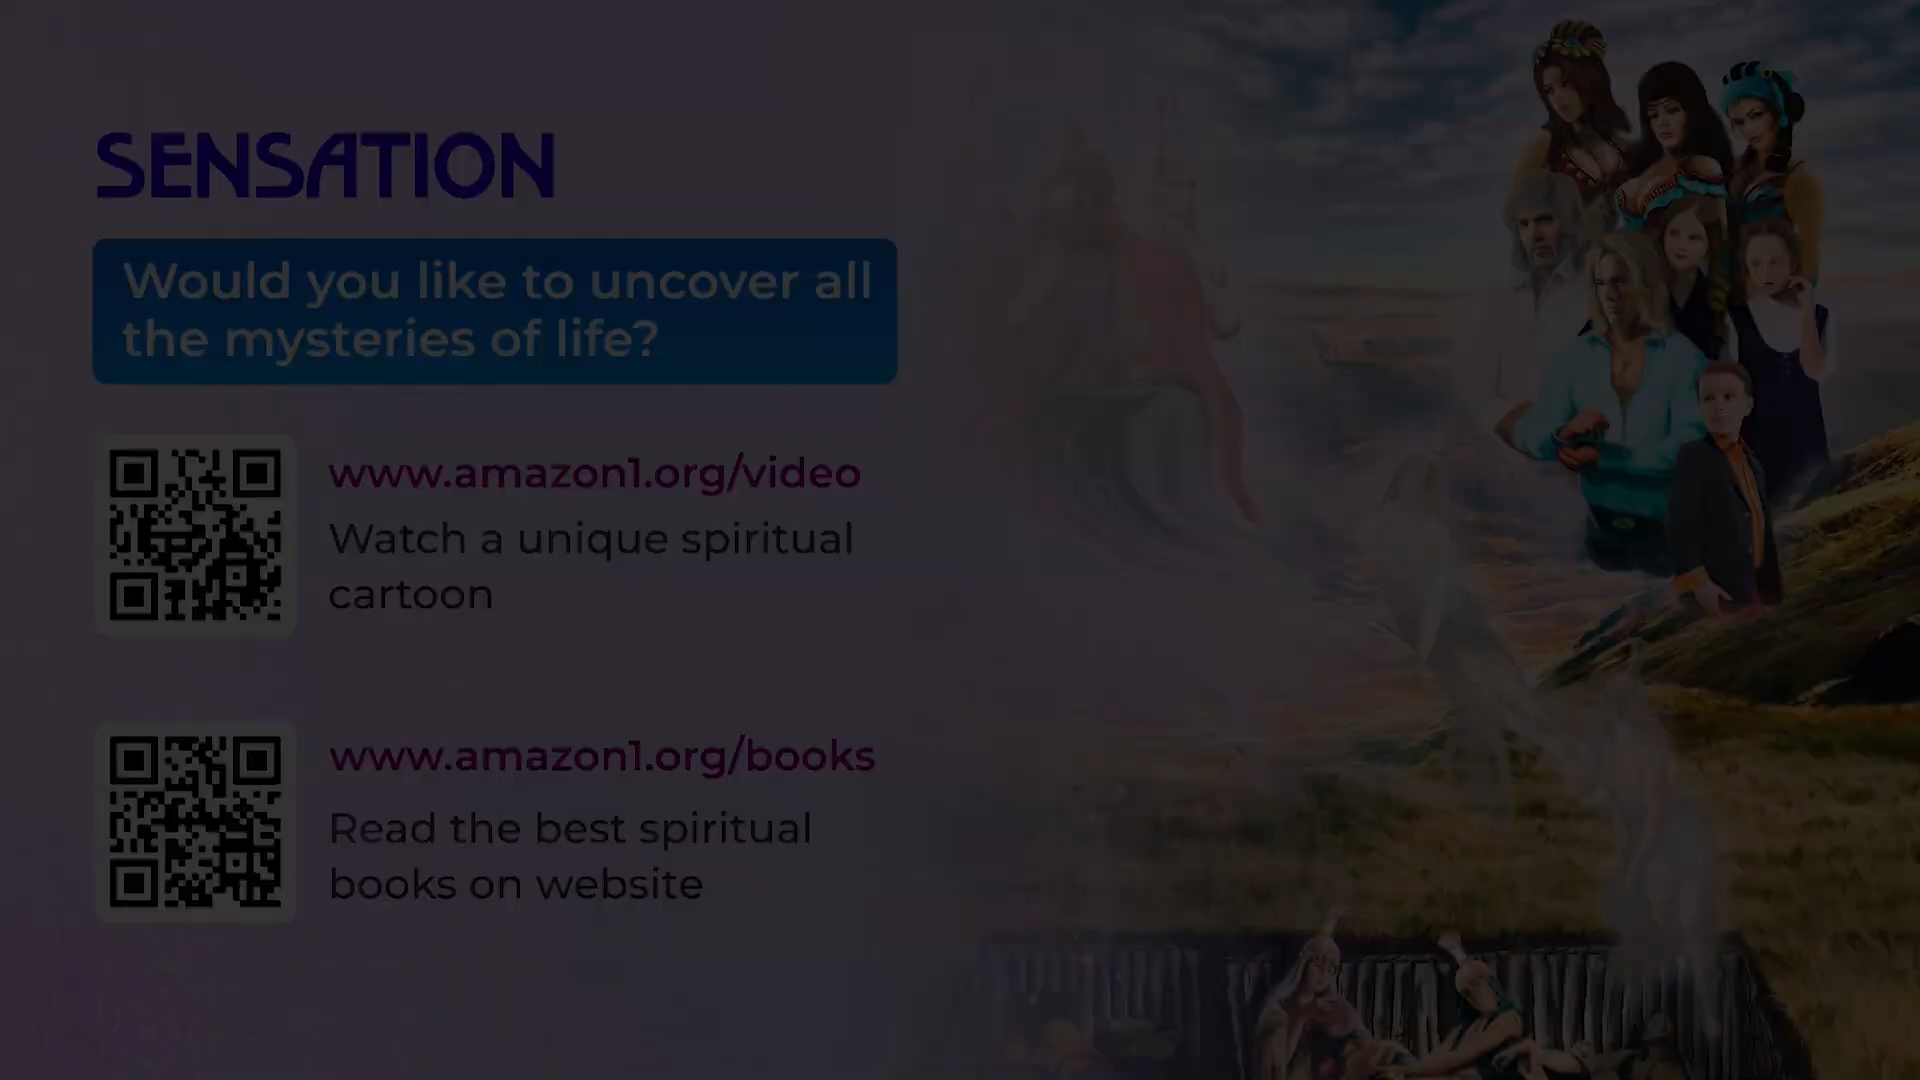 SENSATION
Would you like to uncover all
the mysteries of life?
www.amazon1.org/video
Watch a unique spiritual
cartoon
www.amazon1.org/books
Read the best spiritual
books on website